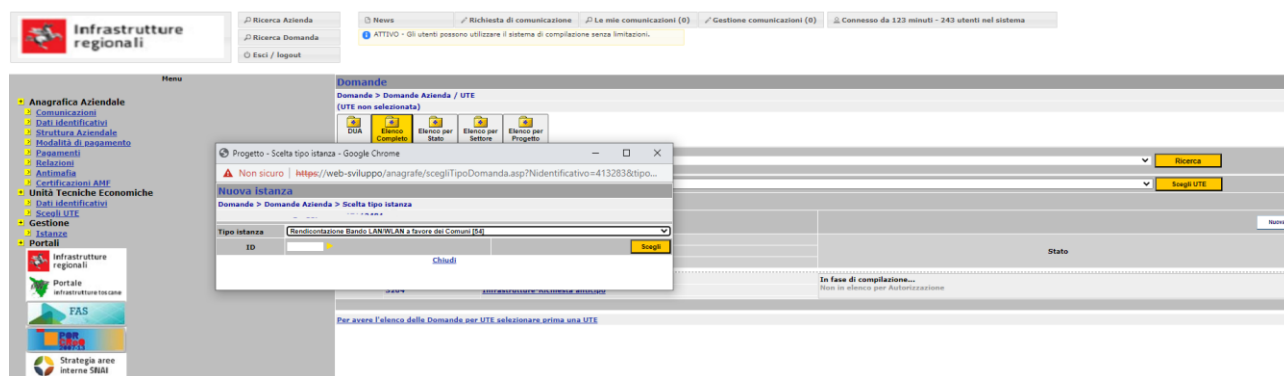 Infrastrutture
regionali
Ricerca Azienda
Ricerca Domanda
Esci / logout
News
Richiesta di comunicazione
Le mie comunicazioni (0)
Gestione comunicazioni (0)
Connesso da 123 minuti - 243 utenti nel sistema
ATTIVO - Gli utenti possono utilizzare il sistema di compilazione senza limitazioni.
Menu
Anagrafica Aziendale
Comunicazioni
Dati identificativi
Struttura Aziendale
Modalità di pagamento
Pagamenti
Relazioni
Antimafia
Certificazioni AMF
Unità Tecniche Economiche
Dati identificativi
Scegli UTE
Gestione
Istanze
Portali
Infrastrutture
regionali
Portale
infrastrutture toscane
FAS
POR
Strategia aree
interne SNAI
Domande
Domande > Domande Azienda / UTE
(UTE non selezionata)
DUA
Elenco
Completo
Elenco per
Stato
Elenco per
Settore
Elenco per
Progetto
Ricerca
Scegli UTE
Stato
In fase di compilazione...
Non in elenco per Autorizzazione
Per avere l'elenco delle Domande per UTE selezionare prima una UTE
Progetto - Scelta tipo istanza - Google Chrome
Non sicuro | https://web-sviluppo/anagrafe/scegliTipoDomanda.asp?Nidentificativo=413283&tipo...
Nuova istanza
Domande > Domande Azienda > Scelta tipo istanza
Tipo istanza
Rendicontazione Bando LAN/WLAN a favore dei Comuni [54]
ID
Scegli
Chiudi